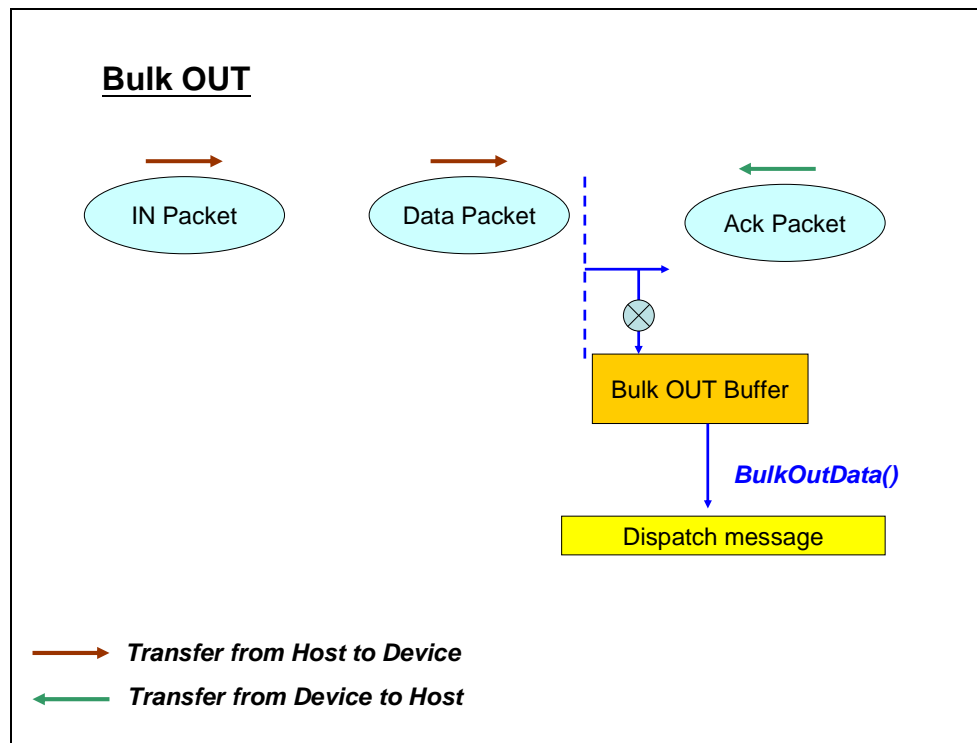 Bulk OUT
IN Packet
Data Packet
Ack Packet
Bulk OUT Buffer
BulkOutData()
Dispatch message
Transfer from Host to Device
Transfer from Device to Host